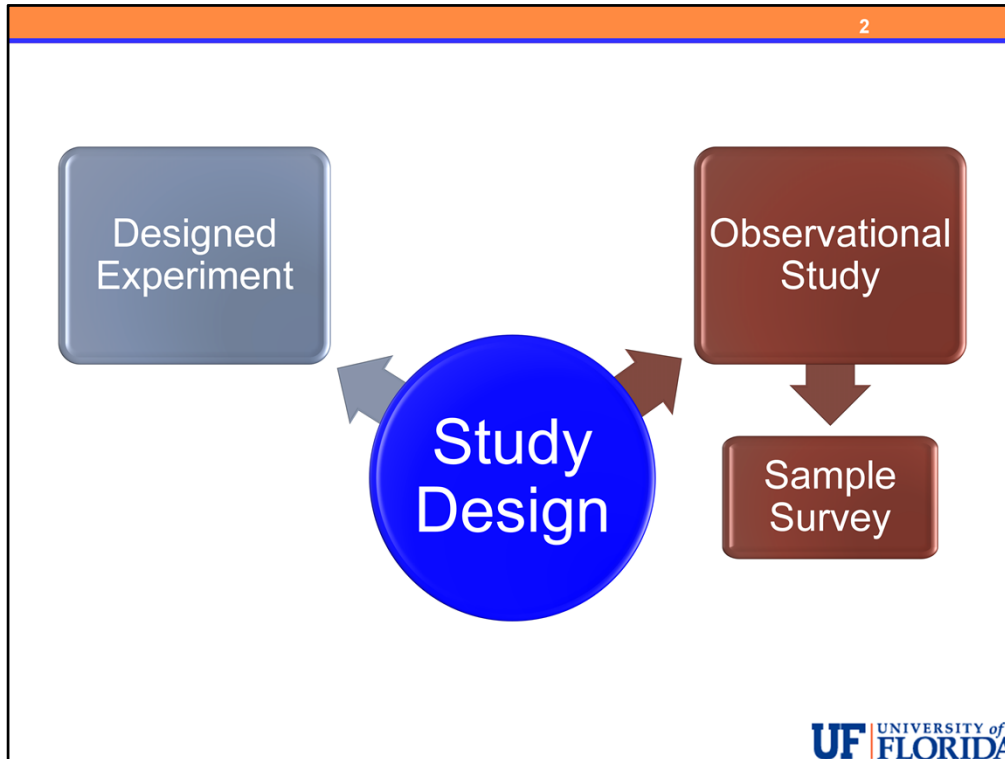 2
Designed
Experiment
Observational
Study
Study
Design
Sample
Survey
UF UNIVERSITY of
FLORIDA